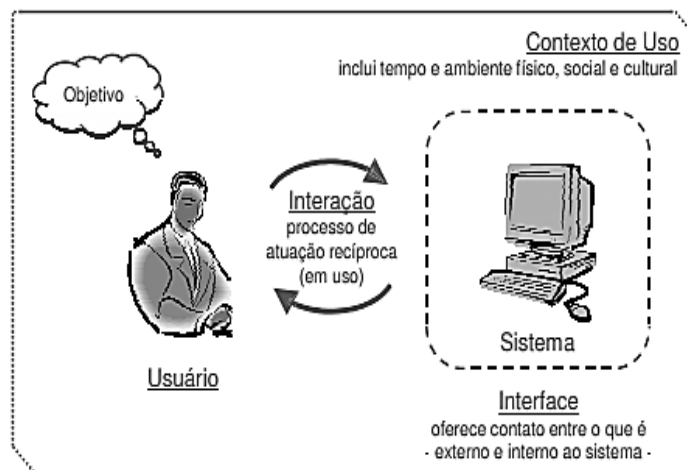 Contexto de Uso
inclui tempo e ambiente físico, social e cultural
Objetivo
Interação
processo de
atuação recíproca
(em uso)
Sistema
Usuário
Interface
oferece contato entre o que é
- externo e interno ao sistema -